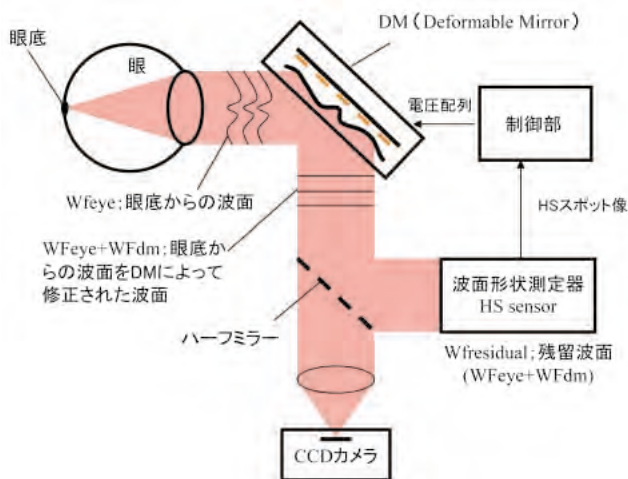 DM（Deformable Mirror）
眼底
眼
電圧配列
制御部
Wfeye；眼底からの波面
HSスポット像
WFeye+WFdm；眼底か
らの波面をDMによって
修正された波面
波面形状測定器
HS sensor
ハーフミラー
Wfresidual；残留波面
(WFeye+WFdm)
CCDカメラ